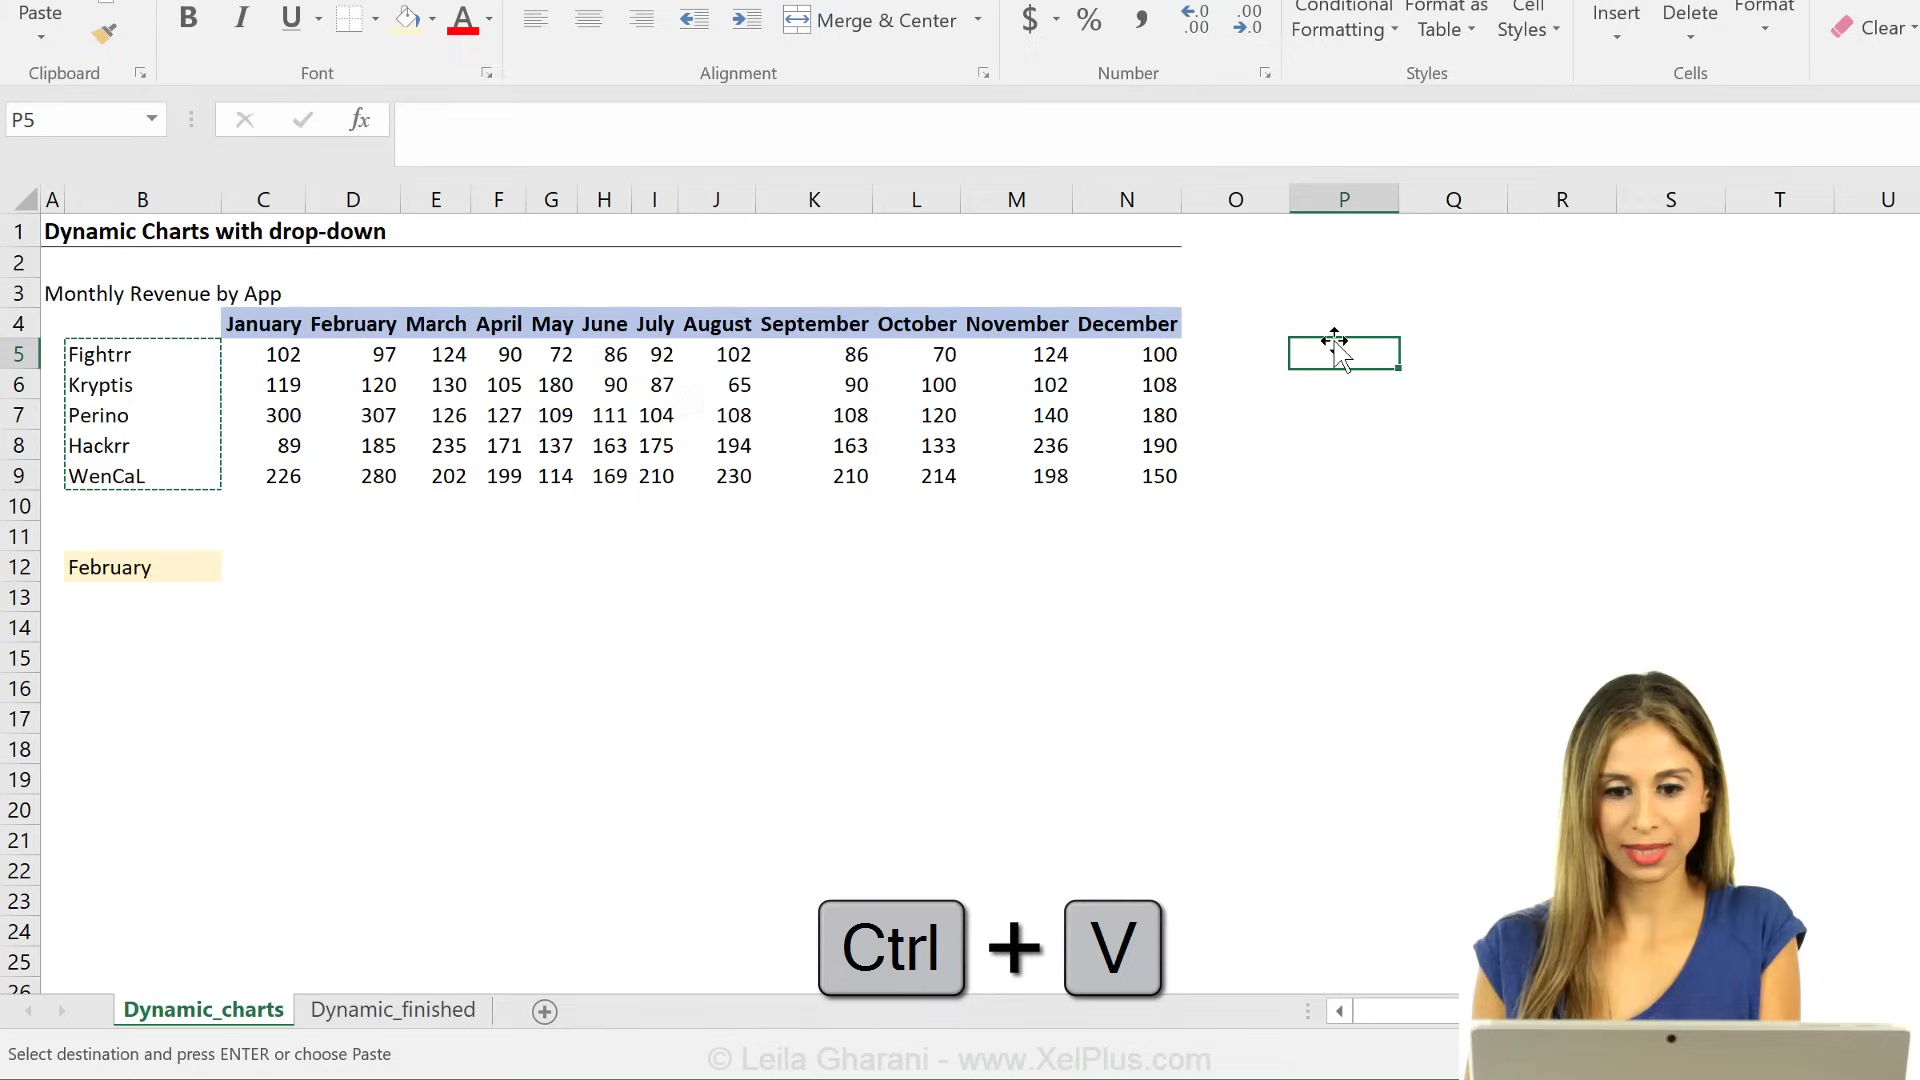 Paste
B I U A
Merge & Center
$ % ,
←.0
.00
.00
→.0
Conditional
Formatting
Format as
Table
Cell
Styles
Insert
Delete
Format
Clear
Clipboard
Font
Alignment
Number
Styles
Cells
P5
fx
A B C D E F G H I J K L M N O P Q R S T U
1 Dynamic Charts with drop-down
2
3 Monthly Revenue by App
4 January February March April May June July August September October November December
5 Fightrr 102 97 124 90 72 86 92 102 86 70 124 100
6 Kryptis 119 120 130 105 180 90 87 65 90 100 102 108
7 Perino 300 307 126 127 109 111 104 108 108 120 140 180
8 Hackrr 89 185 235 171 137 163 175 194 163 133 236 190
9 WenCaL 226 280 202 199 114 169 210 230 210 214 198 150
10
11
12 February
13
14
15
16
17
18
19
20
21
22
23
24
25
26
Ctrl + V
Dynamic_charts Dynamic_finished
Select destination and press ENTER or choose Paste
© Leila Gharani - www.XelPlus.com